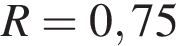 R = 0, 75